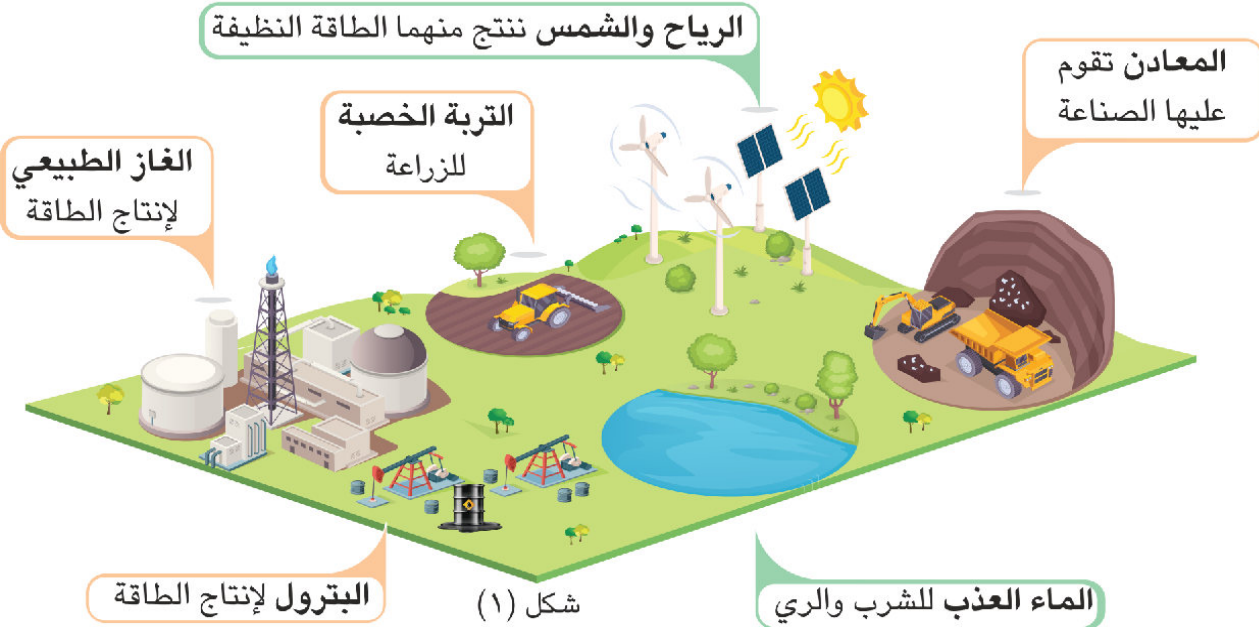 الرياح والشمس ننتج منهما الطاقة النظيفة
المعادن تقوم
عليها الصناعة
التربة الخصبة
للزراعة
الغاز الطبيعي
لإنتاج الطاقة
البترول لإنتاج الطاقة
شكل (١)
الماء العذب للشرب والري